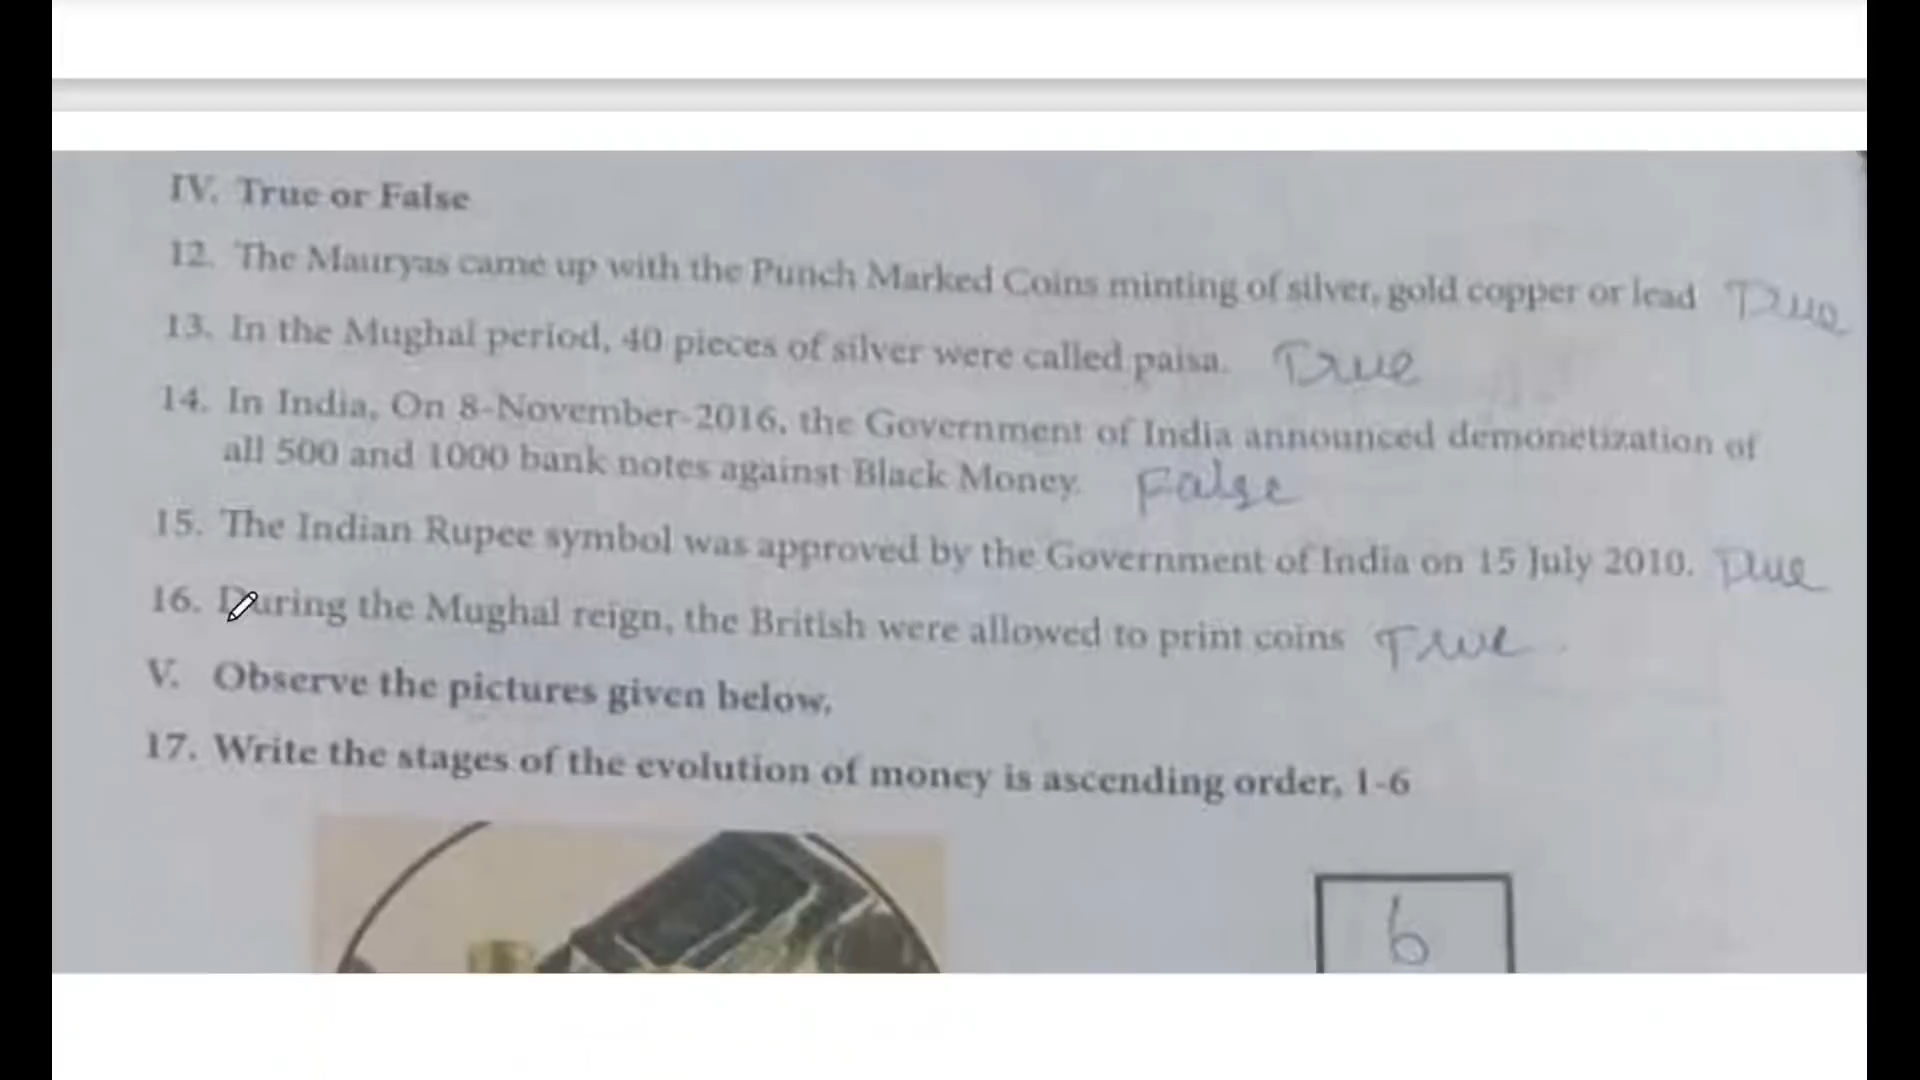 IV. True or False
12. The Mauryas came up with the Punch Marked Coins minting of silver, gold copper or lead True
13. In the Mughal period, 40 pieces of silver were called paisa. True
14. In India, On 8-November-2016, the Government of India announced demonetization of
all 500 and 1000 bank notes against Black Money. False
15. The Indian Rupee symbol was approved by the Government of India on 15 July 2010. True
16. During the Mughal reign, the British were allowed to print coins True
V. Observe the pictures given below,
17. Write the stages of the evolution of money is ascending order, 1-6
6